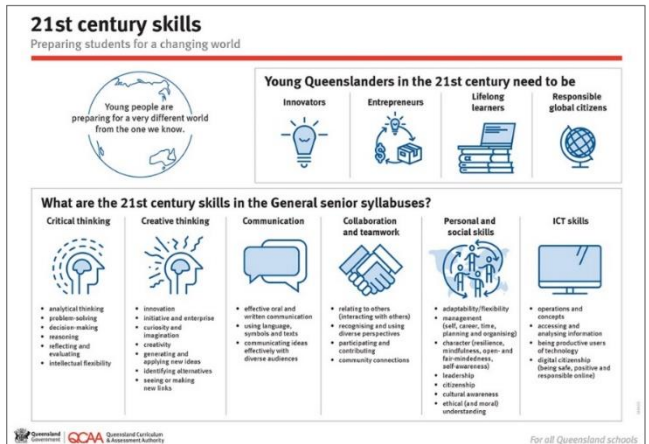 21st century skills
Preparing students for a changing world
Young people are
preparing for a very different world
from the one we know.
Young Queenslanders in the 21st century need to be
Innovators
Entrepreneurs
Lifelong
learners
Responsible
global citizens
What are the 21st century skills in the General senior syllabuses?
Critical thinking
• analytical thinking
• problem-solving
• decision-making
• reasoning
• reflecting and
evaluating
• intellectual flexibility
Creative thinking
• innovation
• initiative and enterprise
• curiosity and
imagination
• creativity
• generating and
applying new ideas
• identifying alternatives
• seeing or making
new links
Communication
• effective oral and
written communication
• using language,
symbols and texts
• communicating ideas
effectively with
diverse audiences
Collaboration
and teamwork
• relating to others
(interacting with others)
• recognising and using
diverse perspectives
• participating and
contributing
• community connections
Personal and
social skills
• adaptability/flexibility
• management
(self, career, time,
planning and organising)
• character (resilience,
mindfulness, open- and
fair-mindedness,
self-awareness)
• leadership
• citizenship
• cultural awareness
• ethical (and moral)
understanding
ICT skills
• operations and
concepts
• accessing and
analysing information
• being productive users
of technology
• digital citizenship
(being safe, positive and
responsible online)
Queensland
Government
QCAA
Queensland Curriculum
& Assessment Authority
For all Queensland schools